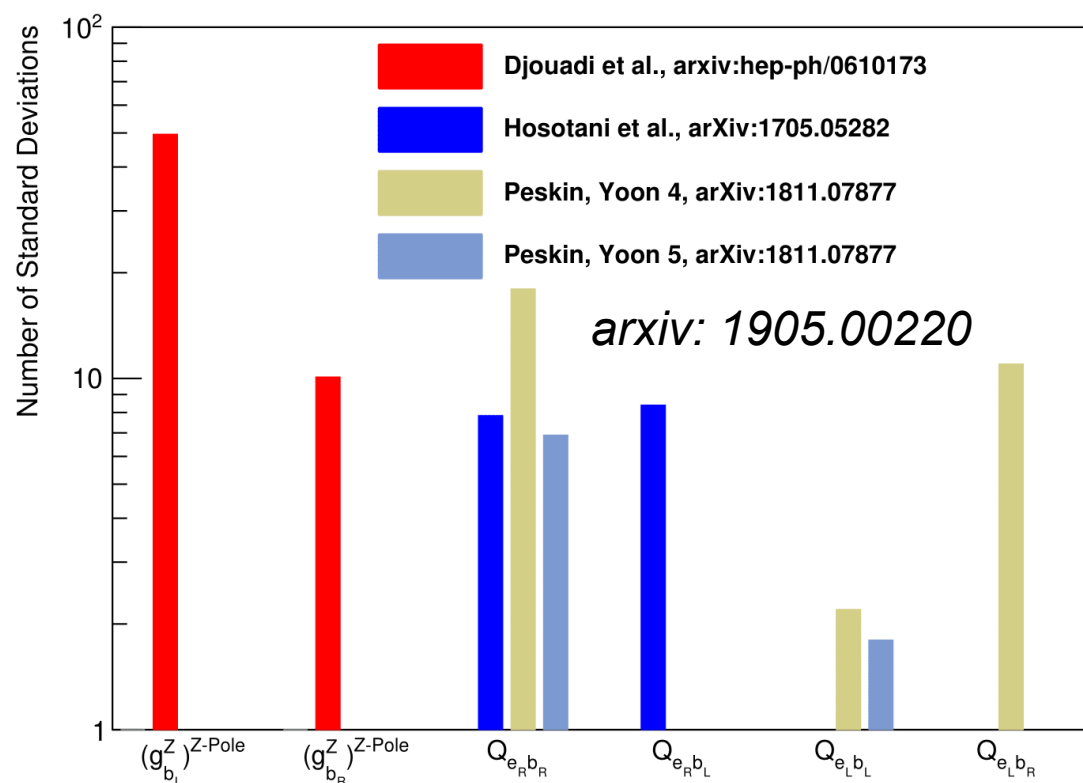 Number of Standard Deviations
10²
10
1
Djouadi et al., arxiv:hep-ph/0610173
Hosotani et al., arXiv:1705.05282
Peskin, Yoon 4, arXiv:1811.07877
Peskin, Yoon 5, arXiv:1811.07877
arxiv: 1905.00220
(g^Z_{b_L})^{Z-Pole}
(g^Z_{b_R})^{Z-Pole}
Q_{e_R b_R}
Q_{e_R b_L}
Q_{e_L b_L}
Q_{e_L b_R}